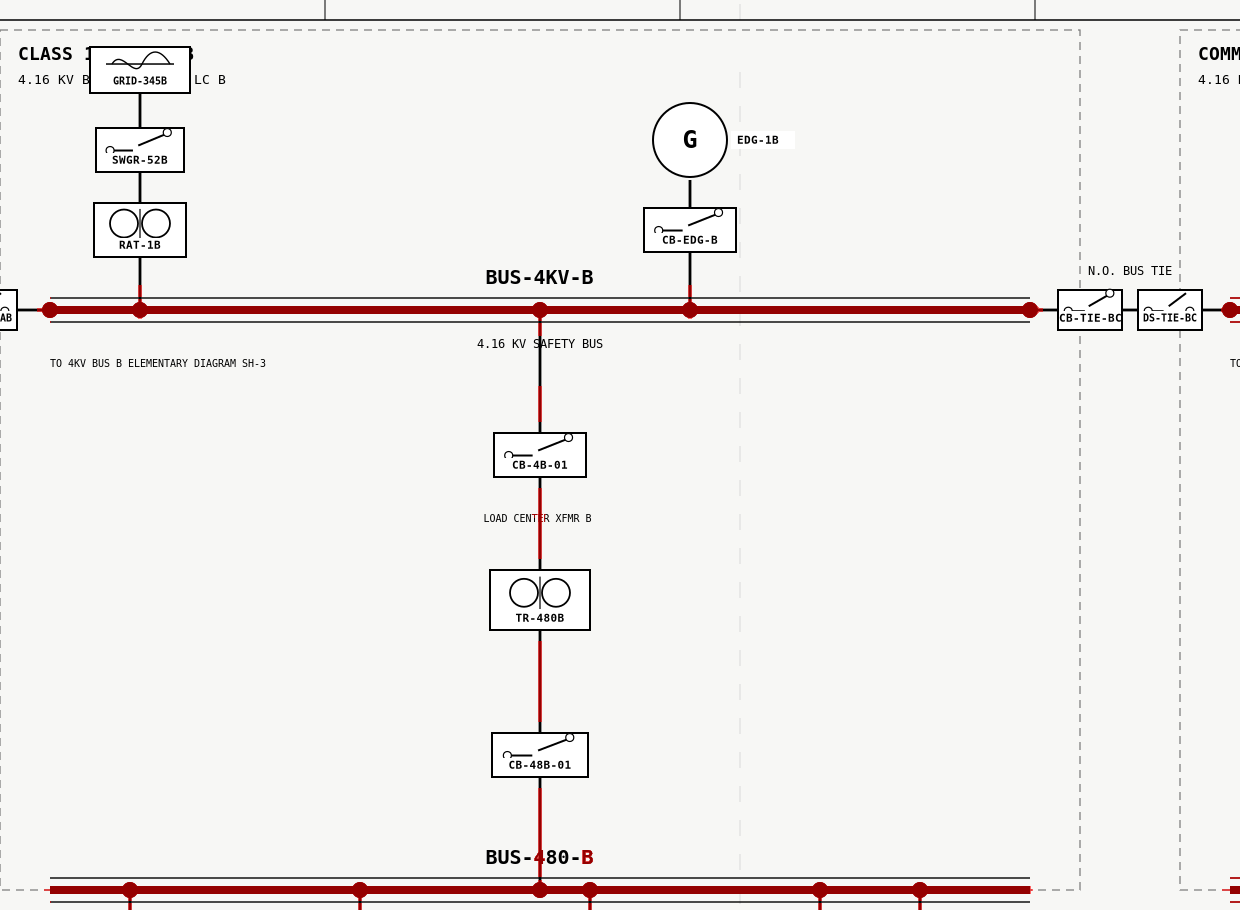 CLASS 1
4.16 KV B
LC B
GRID-345B
SWGR-52B
RAT-1B
G
EDG-1B
CB-EDG-B
COMM
4.16
BUS-4KV-B
4.16 KV SAFETY BUS
TO 4KV BUS B ELEMENTARY DIAGRAM SH-3
AB
N.O. BUS TIE
CB-TIE-BC
DS-TIE-BC
TO
CB-4B-01
LOAD CENTER XFMR B
TR-480B
CB-48B-01
BUS-480-B